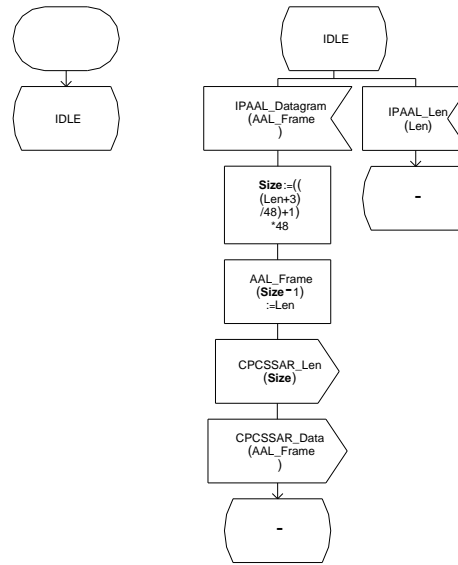 IDLE
IDLE
IPAAL_Datagram
(AAL_Frame
)
IPAAL_Len
(Len)
Size:=((
(Len+3)
/48)+1)
*48
-
AAL_Frame
(Size-1)
:=Len
CPCSSAR_Len
(Size)
CPCSSAR_Data
(AAL_Frame
)
-